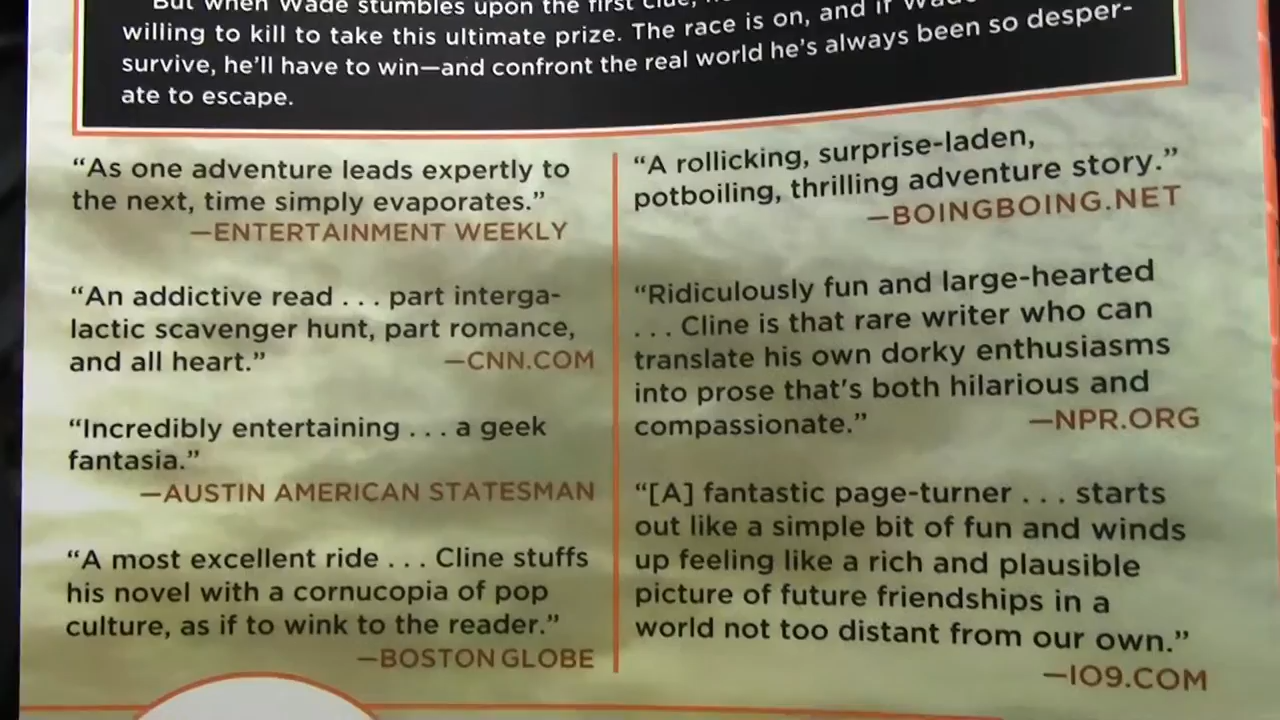 But when Wade stumbles upon the first clue,
willing to kill to take this ultimate prize. The race is on, and if
survive, he'll have to win—and confront the real world he's always been so desper-
ate to escape.
“As one adventure leads expertly to
the next, time simply evaporates.”
—ENTERTAINMENT WEEKLY
“An addictive read . . . part interga-
lactic scavenger hunt, part romance,
and all heart.” —CNN.COM
“Incredibly entertaining . . . a geek
fantasia.”
—AUSTIN AMERICAN STATESMAN
“A most excellent ride . . . Cline stuffs
his novel with a cornucopia of pop
culture, as if to wink to the reader.”
—BOSTON GLOBE
“A rollicking, surprise-laden,
potboiling, thrilling adventure story.”
—BOINGBOING.NET
“Ridiculously fun and large-hearted
. . . Cline is that rare writer who can
translate his own dorky enthusiasms
into prose that's both hilarious and
compassionate.” —NPR.ORG
“[A] fantastic page-turner . . . starts
out like a simple bit of fun and winds
up feeling like a rich and plausible
picture of future friendships in a
world not too distant from our own.”
—IO9.COM